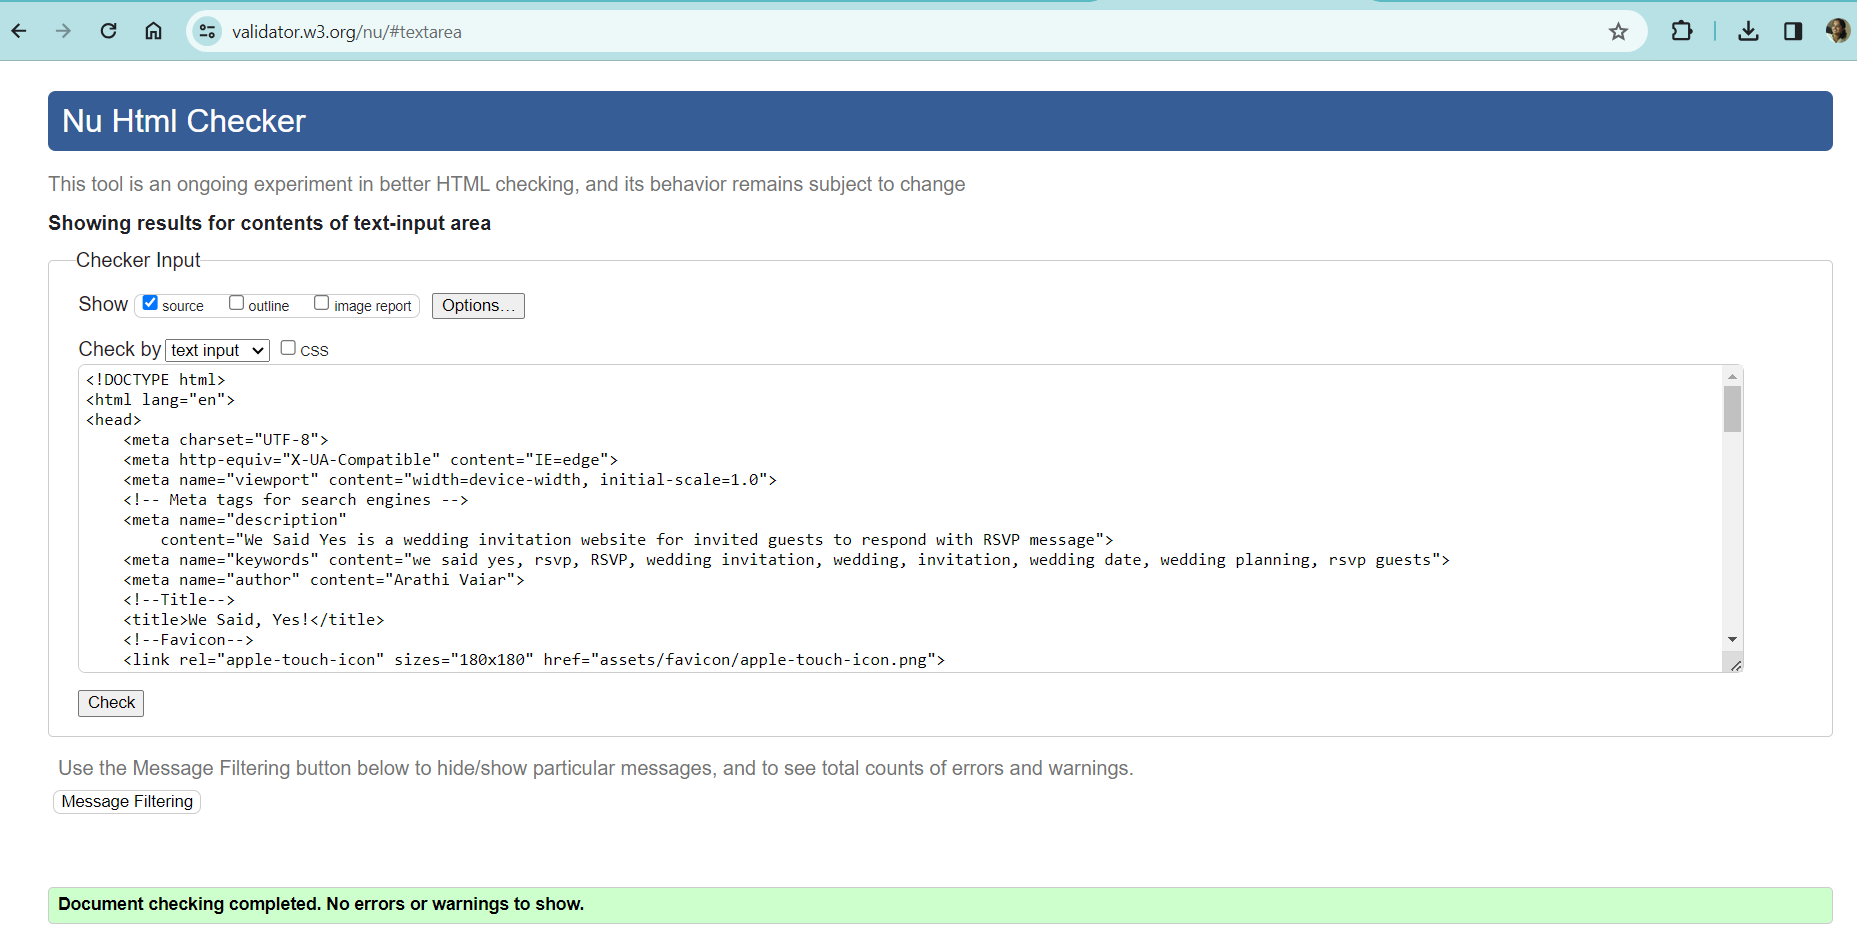 validator.w3.org/nu/#textarea
Nu Html Checker
This tool is an ongoing experiment in better HTML checking, and its behavior remains subject to change
Showing results for contents of text-input area
Checker Input
Show source outline image report Options...
Check by text input CSS
<!DOCTYPE html>
<html lang="en">
<head>
    <meta charset="UTF-8">
    <meta http-equiv="X-UA-Compatible" content="IE=edge">
    <meta name="viewport" content="width=device-width, initial-scale=1.0">
    <!-- Meta tags for search engines -->
    <meta name="description"
        content="We Said Yes is a wedding invitation website for invited guests to respond with RSVP message">
    <meta name="keywords" content="we said yes, rsvp, RSVP, wedding invitation, wedding, invitation, wedding date, wedding planning, rsvp guests">
    <meta name="author" content="Arathi Vaiar">
    <!--Title-->
    <title>We Said, Yes!</title>
    <!--Favicon-->
    <link rel="apple-touch-icon" sizes="180x180" href="assets/favicon/apple-touch-icon.png">
Check
Use the Message Filtering button below to hide/show particular messages, and to see total counts of errors and warnings.
Message Filtering
Document checking completed. No errors or warnings to show.